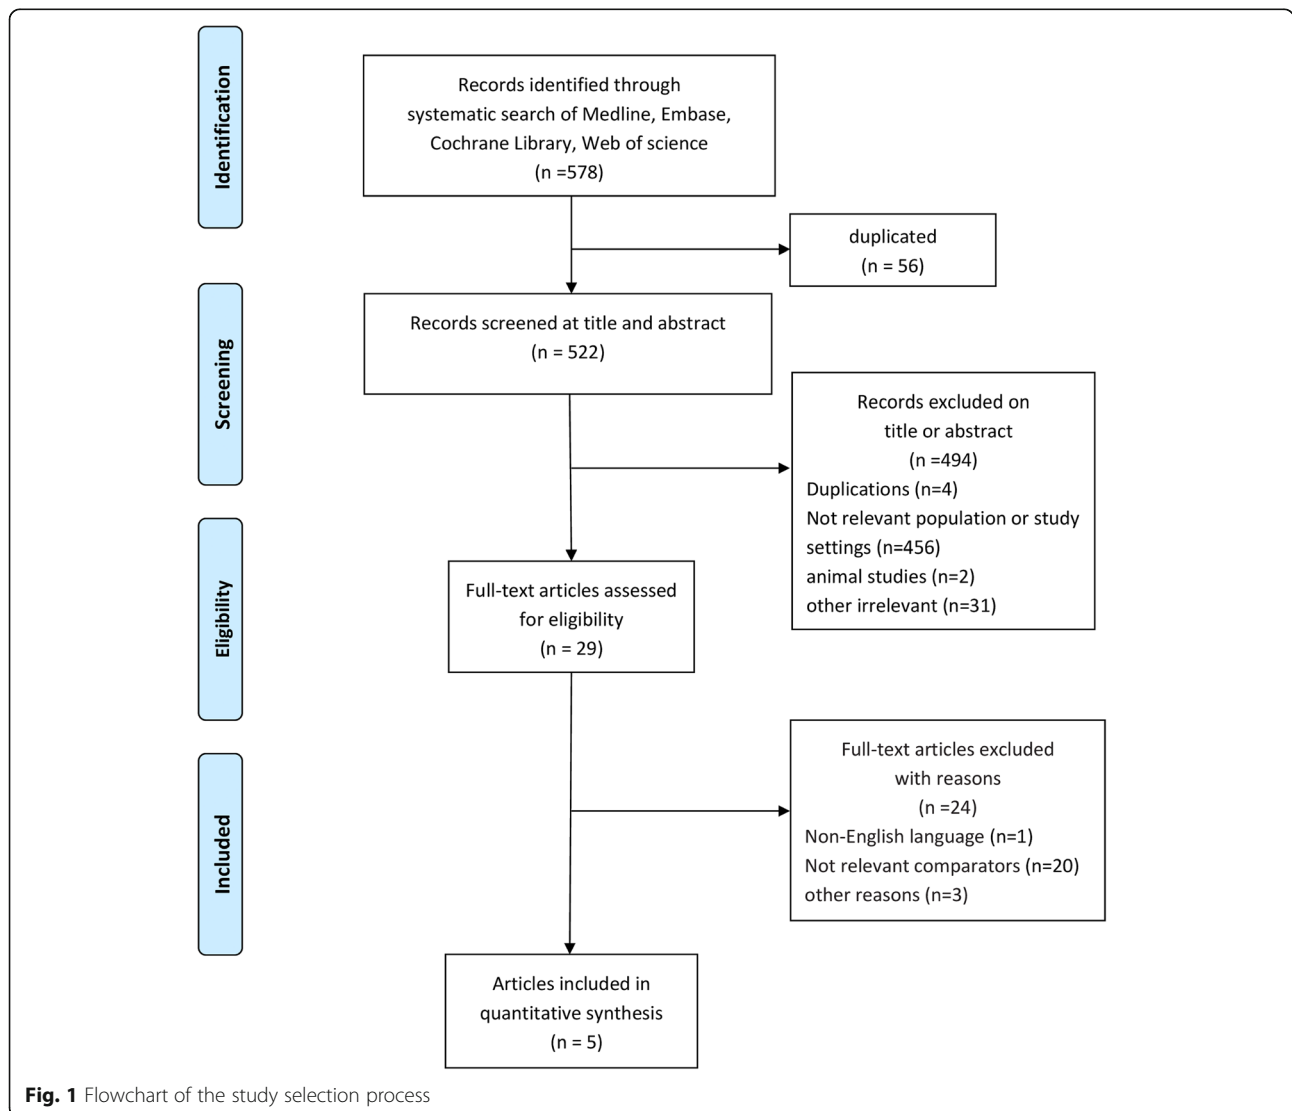 Identification
Records identified through
systematic search of Medline, Embase,
Cochrane Library, Web of science
(n =578)
duplicated
(n = 56)
Screening
Records screened at title and abstract
(n = 522)
Records excluded on
title or abstract
(n =494)
Duplications (n=4)
Not relevant population or study
settings (n=456)
animal studies (n=2)
other irrelevant (n=31)
Eligibility
Full-text articles assessed
for eligibility
(n = 29)
Full-text articles excluded
with reasons
(n =24)
Non-English language (n=1)
Not relevant comparators (n=20)
other reasons (n=3)
Included
Articles included in
quantitative synthesis
(n = 5)
Fig. 1 Flowchart of the study selection process